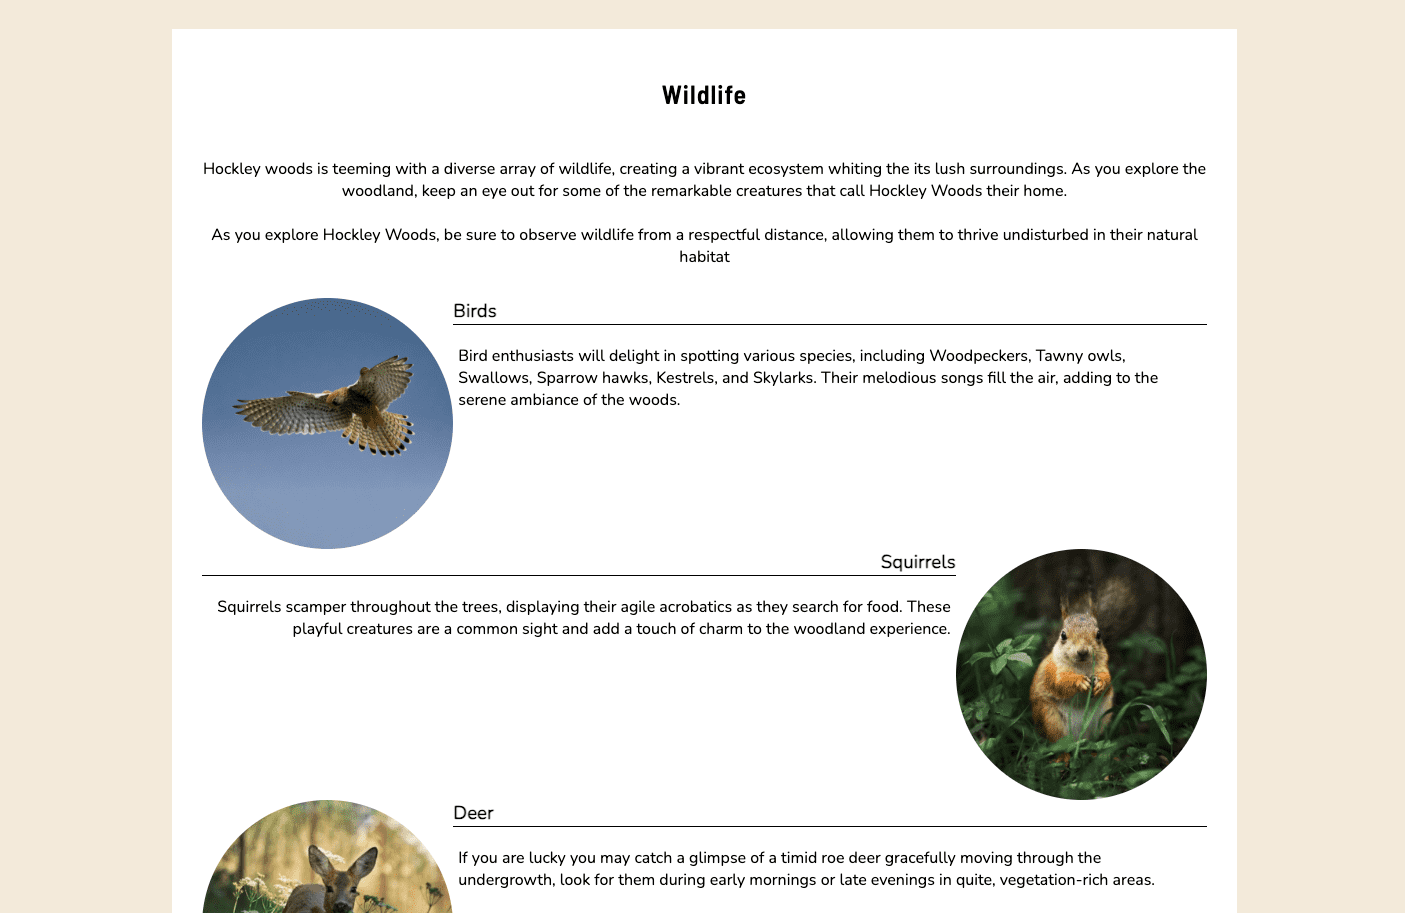 Wildlife
Hockley woods is teeming with a diverse array of wildlife, creating a vibrant ecosystem whiting the its lush surroundings. As you explore the
woodland, keep an eye out for some of the remarkable creatures that call Hockley Woods their home.
As you explore Hockley Woods, be sure to observe wildlife from a respectful distance, allowing them to thrive undisturbed in their natural
habitat
Birds
Bird enthusiasts will delight in spotting various species, including Woodpeckers, Tawny owls,
Swallows, Sparrow hawks, Kestrels, and Skylarks. Their melodious songs fill the air, adding to the
serene ambiance of the woods.
Squirrels
Squirrels scamper throughout the trees, displaying their agile acrobatics as they search for food. These
playful creatures are a common sight and add a touch of charm to the woodland experience.
Deer
If you are lucky you may catch a glimpse of a timid roe deer gracefully moving through the
undergrowth, look for them during early mornings or late evenings in quite, vegetation-rich areas.